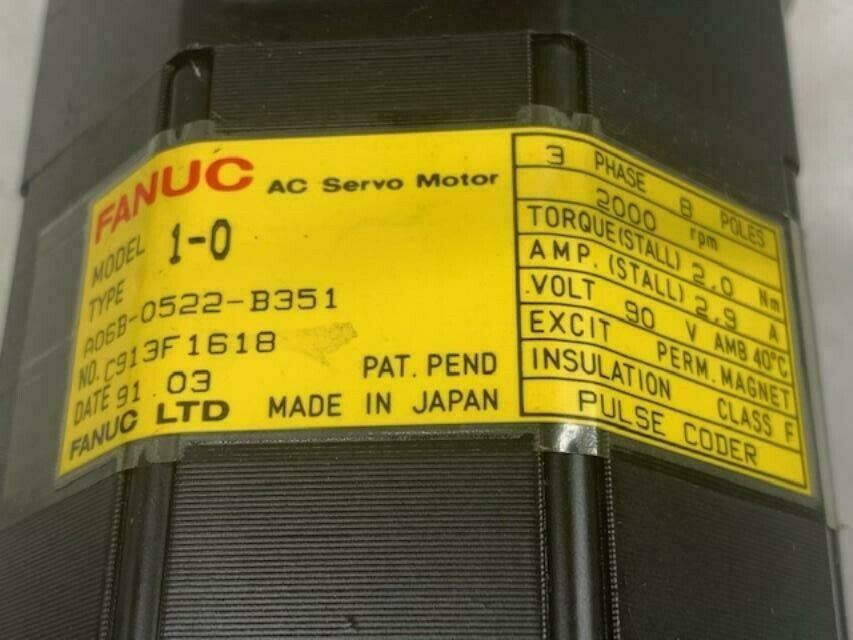 FANUC AC Servo Motor
MODEL 1-0
TYPE
A06B-0522-B351
NO. C913F1618
DATE 91 03 PAT. PEND
FANUC LTD MADE IN JAPAN
3 PHASE 8 POLES
2000 rpm
TORQUE(STALL) 2.0 Nm
AMP. (STALL) 2.9 A
VOLT 90 V AMB 40°C
EXCIT PERM. MAGNET
INSULATION CLASS F
PULSE CODER